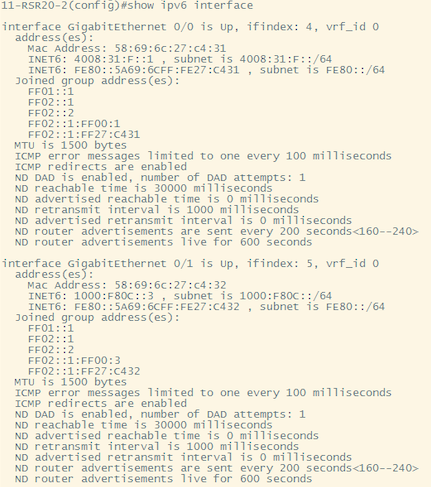 11-RSR20-2(config)#show ipv6 interface
interface GigabitEthernet 0/0 is Up, ifindex: 4, vrf_id 0
address(es):
Mac Address: 58:69:6c:27:c4:31
INET6: 4008:31:F::1 , subnet is 4008:31:F::/64
INET6: FE80::5A69:6CFF:FE27:C431 , subnet is FE80::/64
Joined group address(es):
FF01::1
FF02::1
FF02::2
FF02::1:FF00:1
FF02::1:FF27:C431
MTU is 1500 bytes
ICMP error messages limited to one every 100 milliseconds
ICMP redirects are enabled
ND DAD is enabled, number of DAD attempts: 1
ND reachable time is 30000 milliseconds
ND advertised reachable time is 0 milliseconds
ND retransmit interval is 1000 milliseconds
ND advertised retransmit interval is 0 milliseconds
ND router advertisements are sent every 200 seconds<160--240>
ND router advertisements live for 600 seconds
interface GigabitEthernet 0/1 is Up, ifindex: 5, vrf_id 0
address(es):
Mac Address: 58:69:6c:27:c4:32
INET6: 1000:F80C::3 , subnet is 1000:F80C::/64
INET6: FE80::5A69:6CFF:FE27:C432 , subnet is FE80::/64
Joined group address(es):
FF01::1
FF02::1
FF02::2
FF02::1:FF00:3
FF02::1:FF27:C432
MTU is 1500 bytes
ICMP error messages limited to one every 100 milliseconds
ICMP redirects are enabled
ND DAD is enabled, number of DAD attempts: 1
ND reachable time is 30000 milliseconds
ND advertised reachable time is 0 milliseconds
ND retransmit interval is 1000 milliseconds
ND advertised retransmit interval is 0 milliseconds
ND router advertisements are sent every 200 seconds<160--240>
ND router advertisements live for 600 seconds